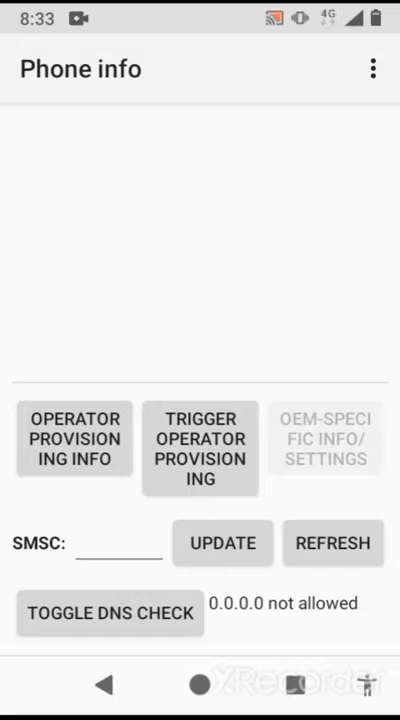 8:33
4G
Phone info
OPERATOR
PROVISION
ING INFO
TRIGGER
OPERATOR
PROVISION
ING
OEM-SPECI
FIC INFO/
SETTINGS
SMSC:
UPDATE
REFRESH
TOGGLE DNS CHECK
0.0.0.0 not allowed
XRecorder